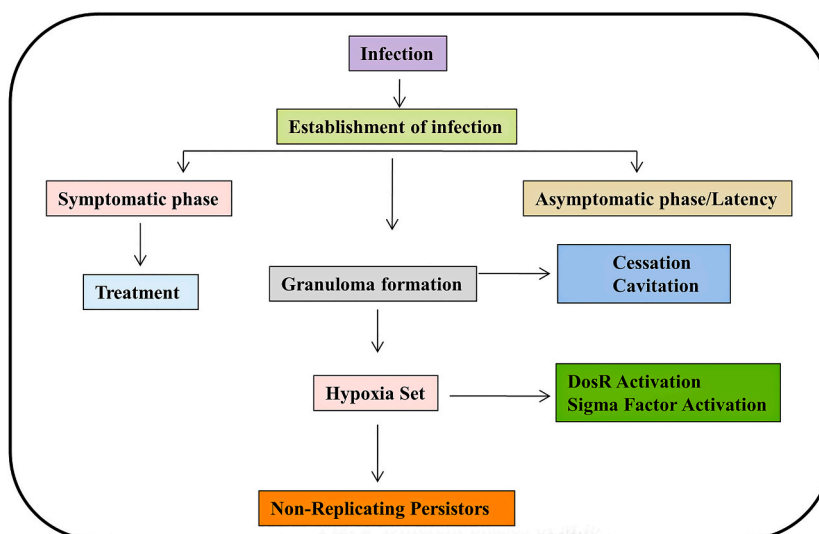 Infection
Establishment of infection
Symptomatic phase
Asymptomatic phase/Latency
Treatment
Granuloma formation
Cessation
Cavitation
Hypoxia Set
DosR Activation
Sigma Factor Activation
Non-Replicating Persistors